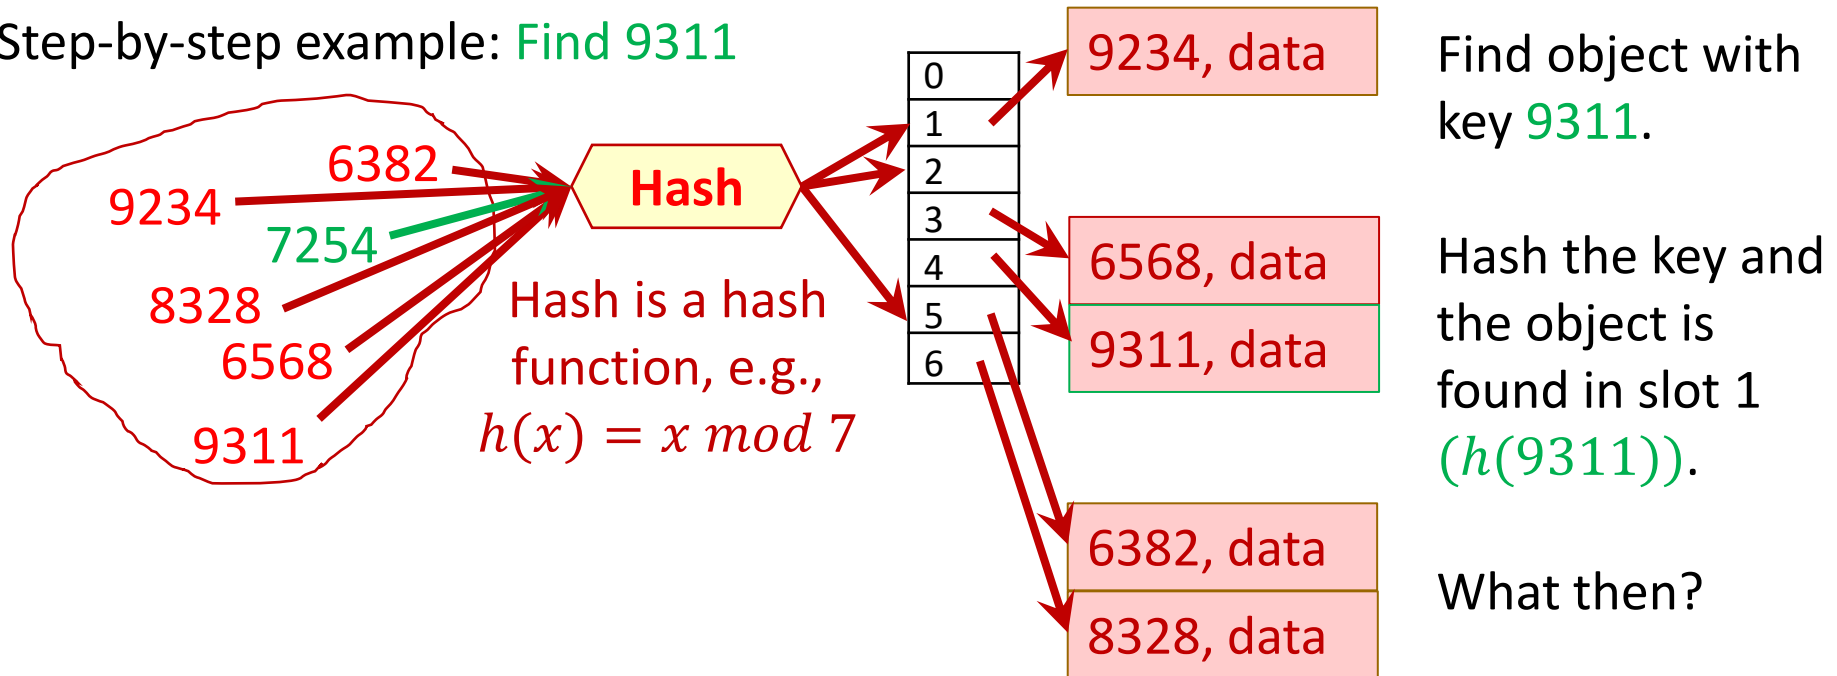 Step-by-step example: Find 9311
6382
9234
7254
8328
6568
9311
Hash
Hash is a hash
function, e.g.,
h(x) = x mod 7
0
1
2
3
4
5
6
9234, data
6568, data
9311, data
6382, data
8328, data
Find object with
key 9311.
Hash the key and
the object is
found in slot 1
(h(9311)).
What then?